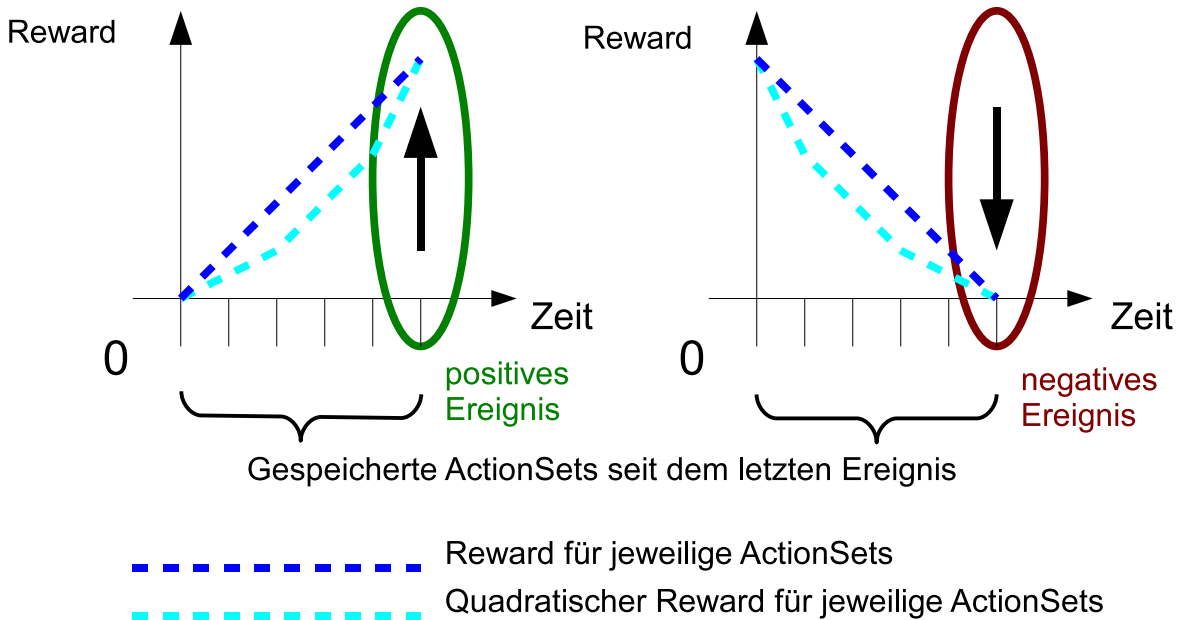 Reward
Zeit
0
positives
Ereignis
Reward
Zeit
0
negatives
Ereignis
Gespeicherte ActionSets seit dem letzten Ereignis
Reward für jeweilige ActionSets
Quadratischer Reward für jeweilige ActionSets